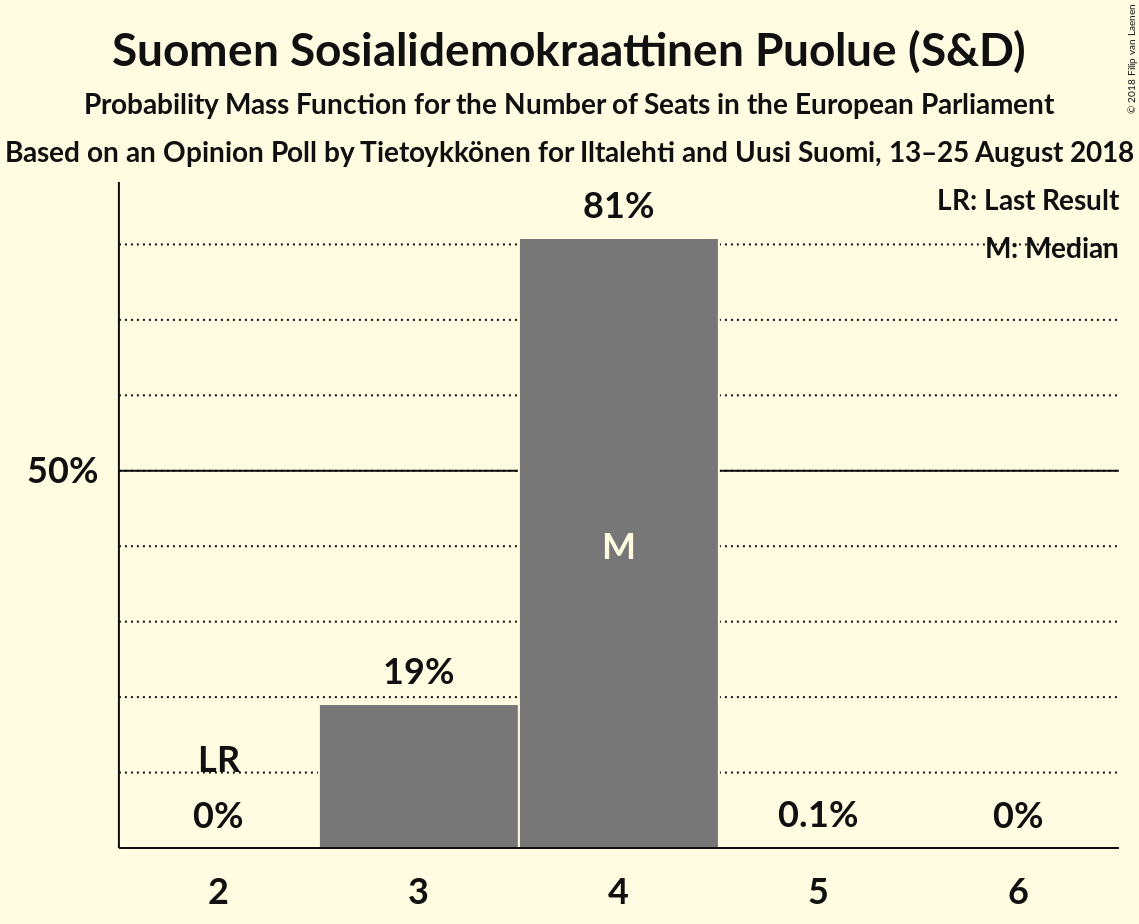 Suomen Sosialidemokraattinen Puolue (S&D)
Probability Mass Function for the Number of Seats in the European Parliament
Based on an Opinion Poll by Tietoykkönen for Iltalehti and Uusi Suomi, 13–25 August 2018
© 2018 Filip van Laenen
LR: Last Result
M: Median
81%
50%
M
19%
LR
0%
0.1%
0%
2 3 4 5 6